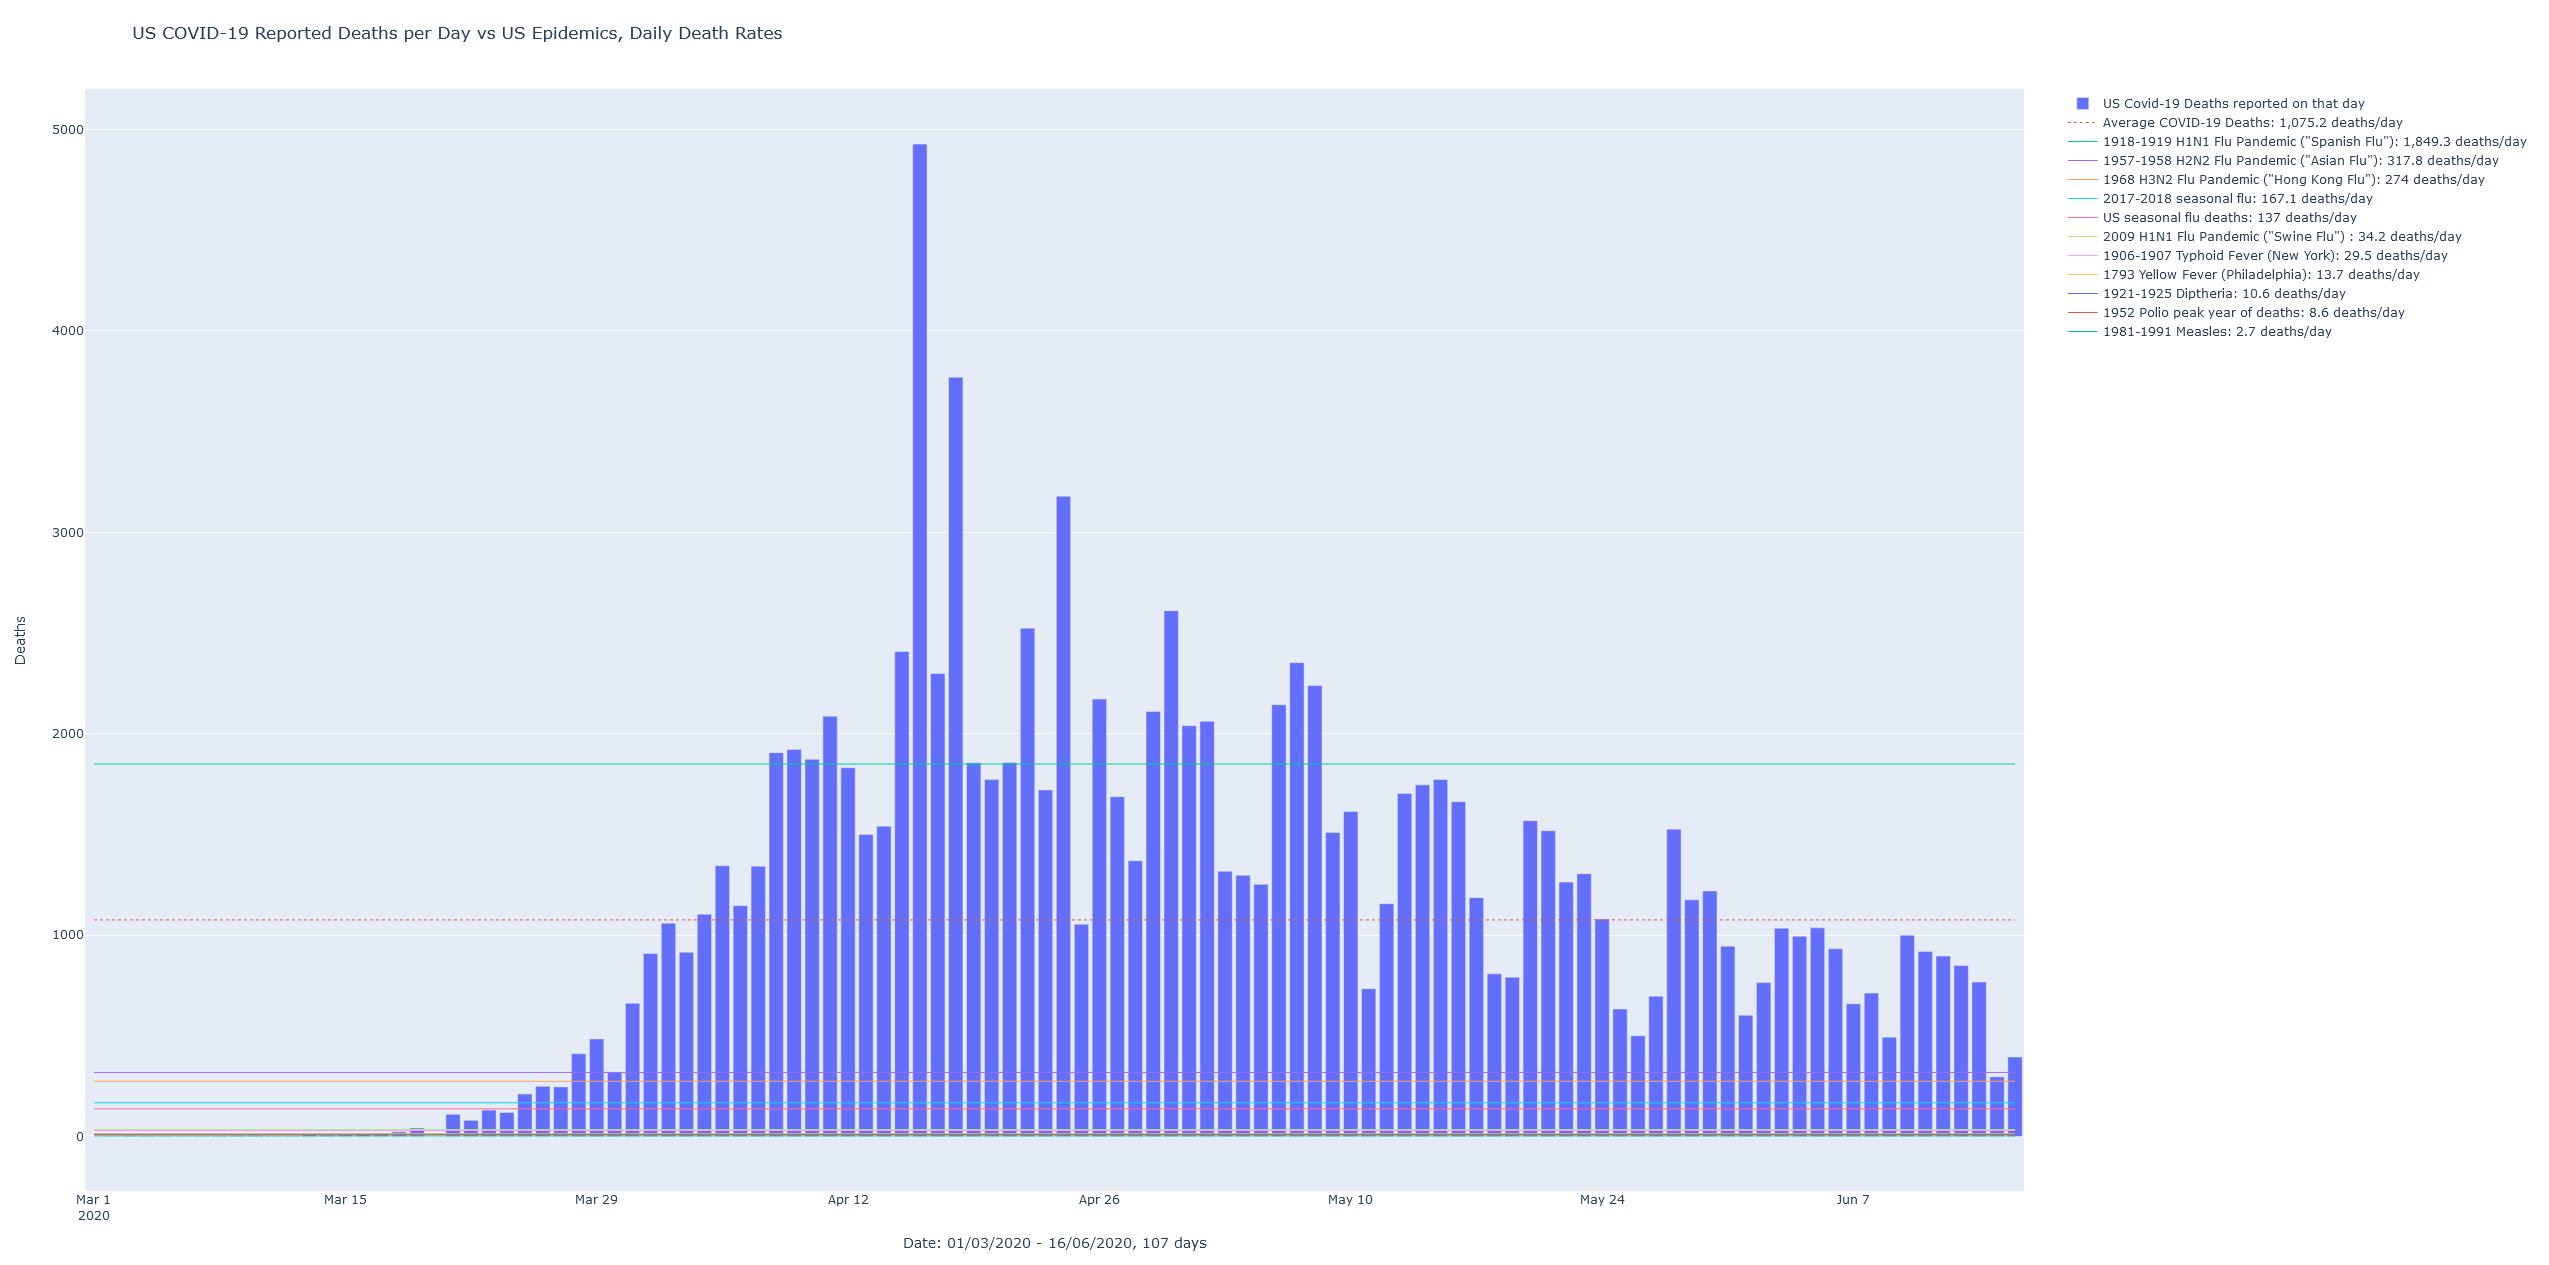 US COVID-19 Reported Deaths per Day vs US Epidemics, Daily Death Rates
US Covid-19 Deaths reported on that day
Average COVID-19 Deaths: 1,075.2 deaths/day
1918-1919 H1N1 Flu Pandemic ("Spanish Flu"): 1,849.3 deaths/day
1957-1958 H2N2 Flu Pandemic ("Asian Flu"): 317.8 deaths/day
1968 H3N2 Flu Pandemic ("Hong Kong Flu"): 274 deaths/day
2017-2018 seasonal flu: 167.1 deaths/day
US seasonal flu deaths: 137 deaths/day
2009 H1N1 Flu Pandemic ("Swine Flu") : 34.2 deaths/day
1906-1907 Typhoid Fever (New York): 29.5 deaths/day
1793 Yellow Fever (Philadelphia): 13.7 deaths/day
1921-1925 Diptheria: 10.6 deaths/day
1952 Polio peak year of deaths: 8.6 deaths/day
1981-1991 Measles: 2.7 deaths/day
Deaths
5000
4000
3000
2000
1000
0
Mar 1 Mar 15 Mar 29 Apr 12 Apr 26 May 10 May 24 Jun 7
2020
Date: 01/03/2020 - 16/06/2020, 107 days